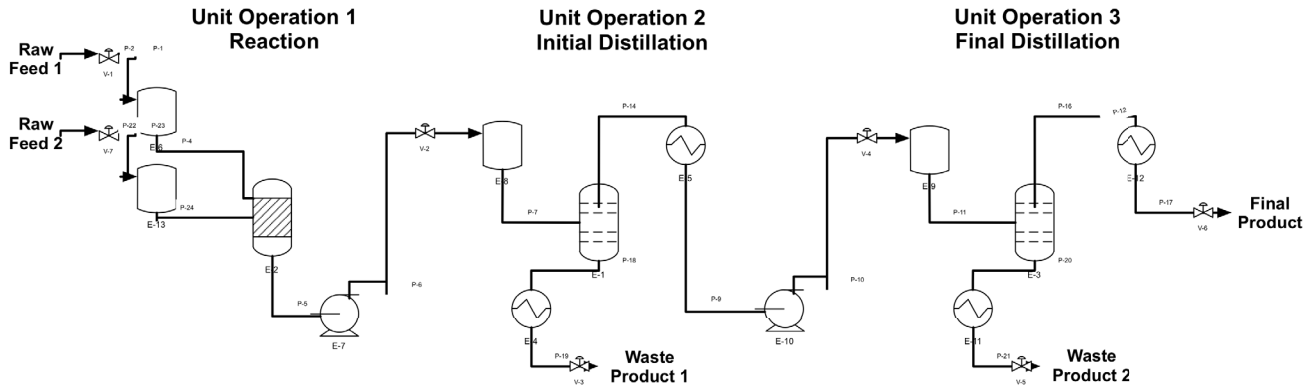 Unit Operation 1
Reaction
Unit Operation 2
Initial Distillation
Unit Operation 3
Final Distillation
Raw
Feed 1
P-2
P-1
V-1
Raw
Feed 2
P-22
P-23
V-7
E-6
P-4
P-24
E-13
E-2
P-5
E-7
P-6
V-2
E-8
P-7
P-14
E-5
E-1
P-18
E-4
P-19
V-3
Waste
Product 1
P-9
E-10
P-10
V-4
E-9
P-11
P-16
P-12
E-12
P-17
V-6
Final
Product
E-3
P-20
E-11
P-21
V-5
Waste
Product 2